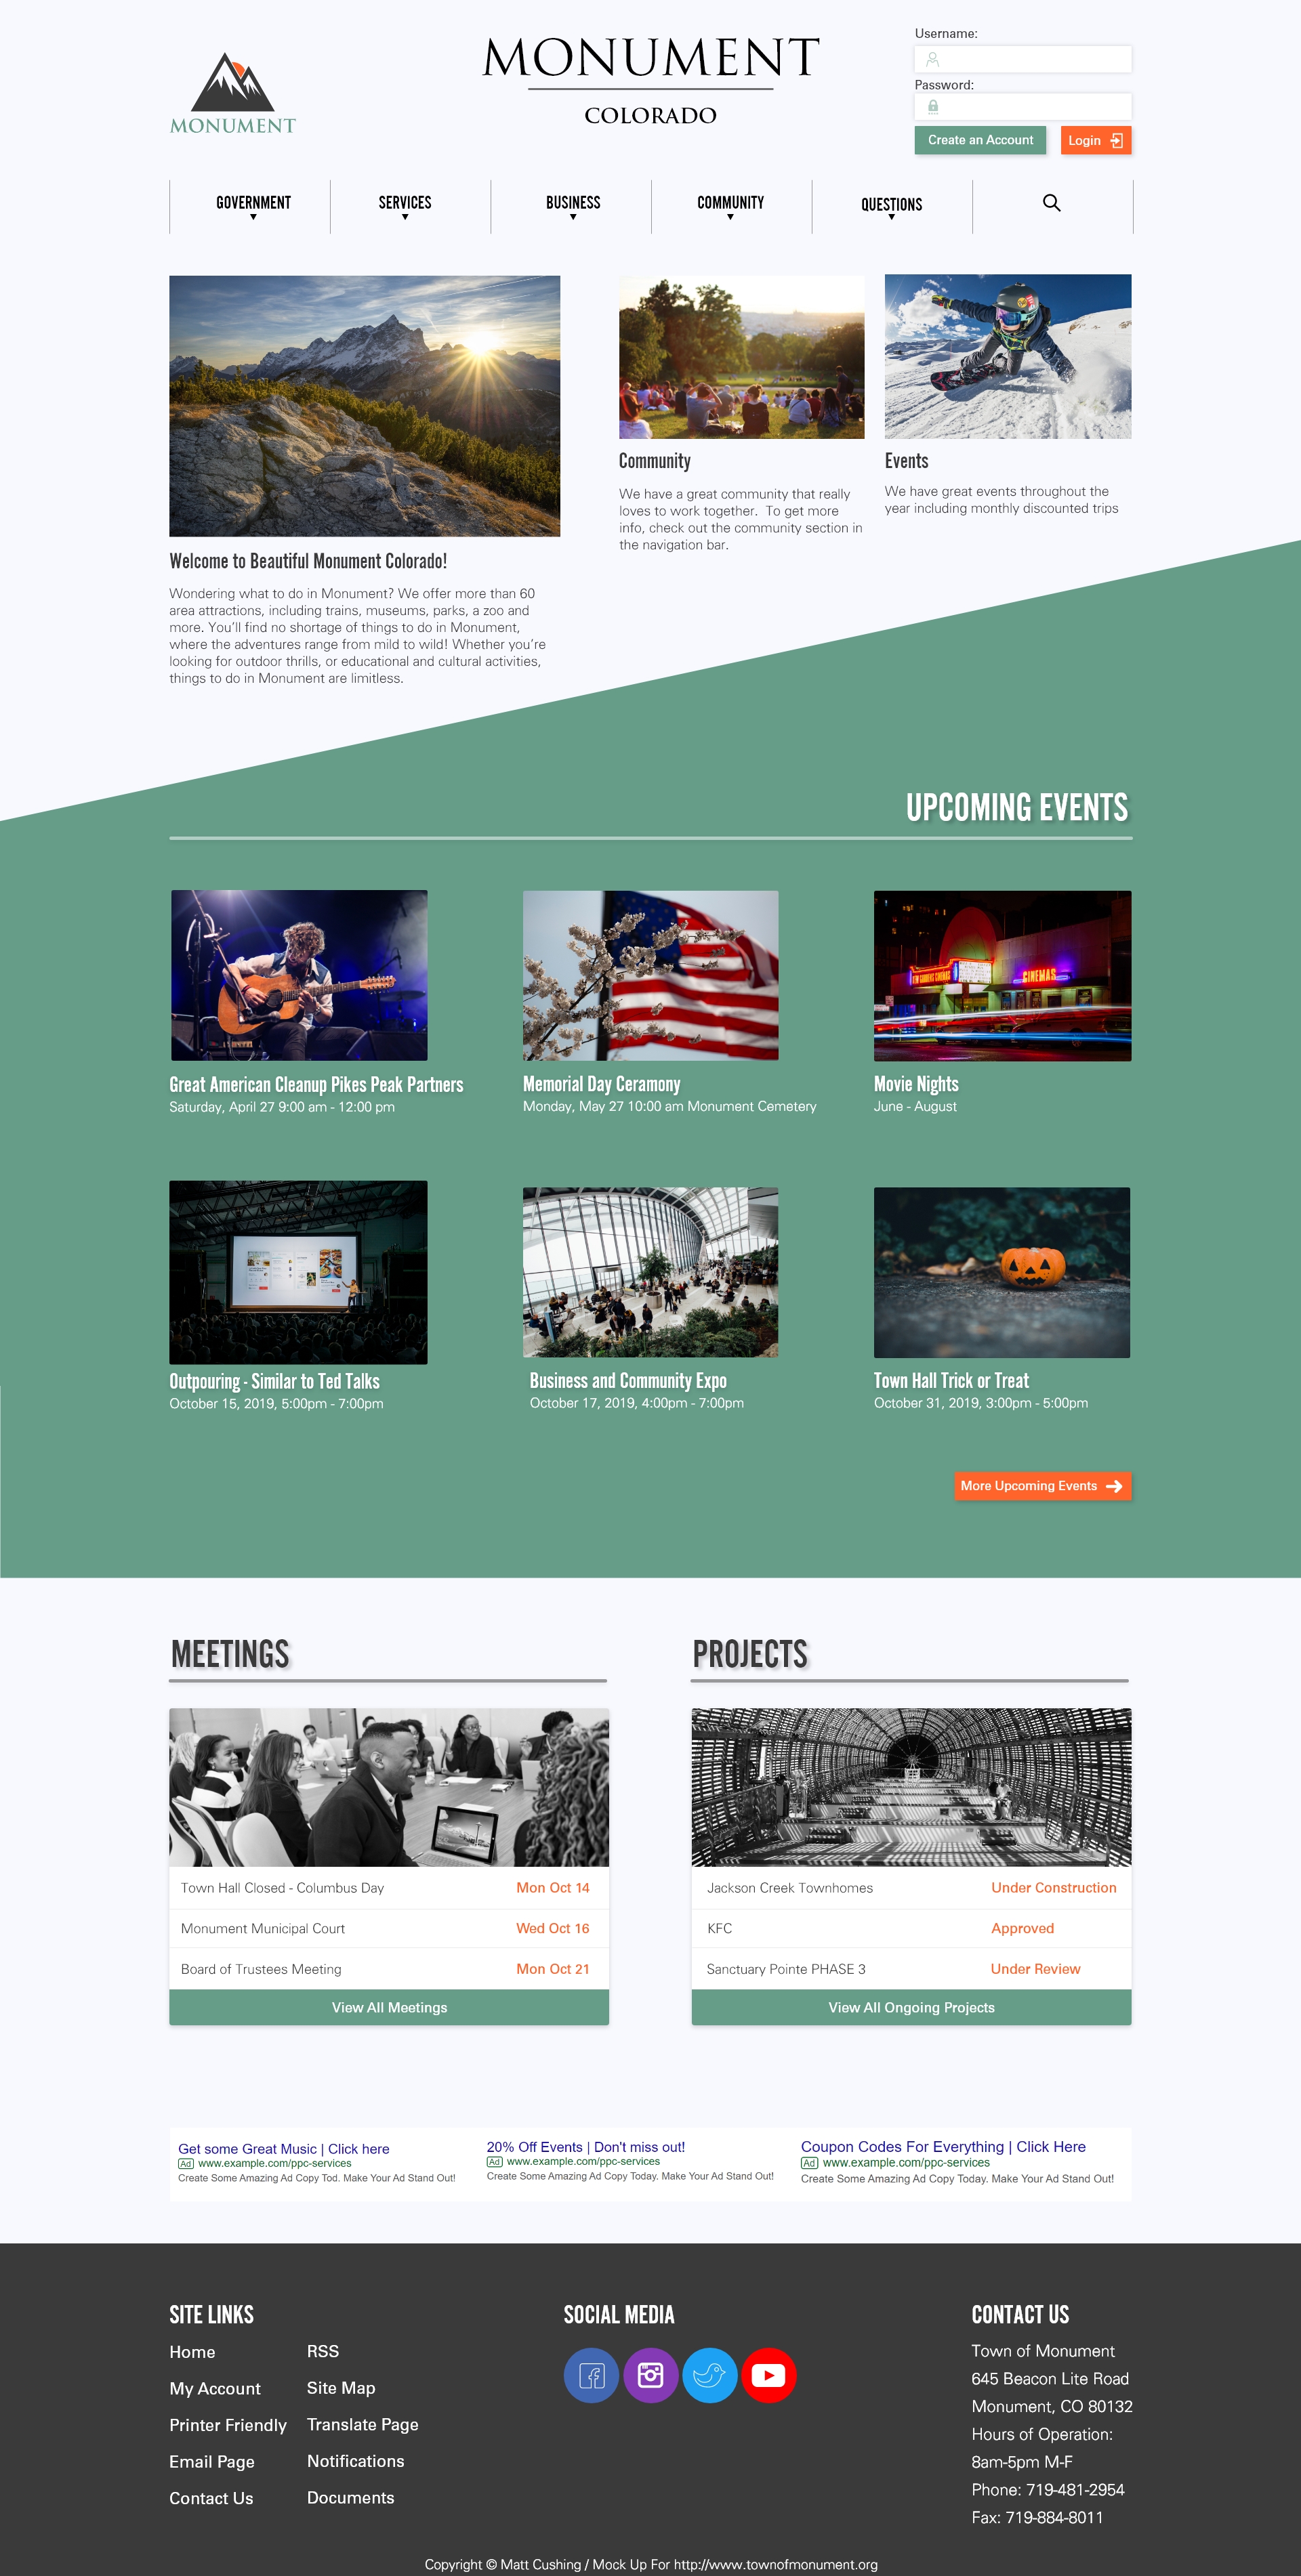 MONUMENT
MONUMENT
COLORADO
Username:
Password:
Create an Account
Login
GOVERNMENT
SERVICES
BUSINESS
COMMUNITY
QUESTIONS
Welcome to Beautiful Monument Colorado!
Wondering what to do in Monument? We offer more than 60
area attractions, including trains, museums, parks, a zoo and
more. You'll find no shortage of things to do in Monument,
where the adventures range from mild to wild! Whether you're
looking for outdoor thrills, or educational and cultural activities,
things to do in Monument are limitless.
Community
We have a great community that really
loves to work together.  To get more
info, check out the community section in
the navigation bar.
Events
We have great events throughout the
year including monthly discounted trips
UPCOMING EVENTS
CINEMAS
Great American Cleanup Pikes Peak Partners
Saturday, April 27 9:00 am - 12:00 pm
Memorial Day Ceramony
Monday, May 27 10:00 am Monument Cemetery
Movie Nights
June - August
Outpouring - Similar to Ted Talks
October 15, 2019, 5:00pm - 7:00pm
Business and Community Expo
October 17, 2019, 4:00pm - 7:00pm
Town Hall Trick or Treat
October 31, 2019, 3:00pm - 5:00pm
More Upcoming Events
MEETINGS
Town Hall Closed - Columbus Day Mon Oct 14
Monument Municipal Court Wed Oct 16
Board of Trustees Meeting Mon Oct 21
View All Meetings
PROJECTS
Jackson Creek Townhomes Under Construction
KFC Approved
Sanctuary Pointe PHASE 3 Under Review
View All Ongoing Projects
Get some Great Music | Click here
Ad www.example.com/ppc-services
Create Some Amazing Ad Copy Tod. Make Your Ad Stand Out!
20% Off Events | Don't miss out!
Ad www.example.com/ppc-services
Create Some Amazing Ad Copy Today. Make Your Ad Stand Out!
Coupon Codes For Everything | Click Here
Ad www.example.com/ppc-services
Create Some Amazing Ad Copy Today. Make Your Ad Stand Out!
SITE LINKS
Home
My Account
Printer Friendly
Email Page
Contact Us
RSS
Site Map
Translate Page
Notifications
Documents
SOCIAL MEDIA
CONTACT US
Town of Monument
645 Beacon Lite Road
Monument, CO 80132
Hours of Operation:
8am-5pm M-F
Phone: 719-481-2954
Fax: 719-884-8011
Copyright © Matt Cushing / Mock Up For http://www.townofmonument.org